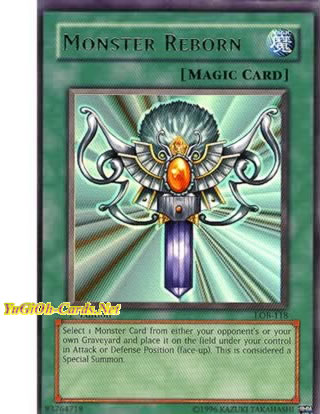 MONSTER REBORN
魔
[MAGIC CARD]
YuGiOh-Cards.Net
LOB-118
Select 1 Monster Card from either your opponent's or your
own Graveyard and place it on the field under your control
in Attack or Defense Position (face-up). This is considered a
Special Summon.
83764718
©1996 KAZUKI TAKAHASHI